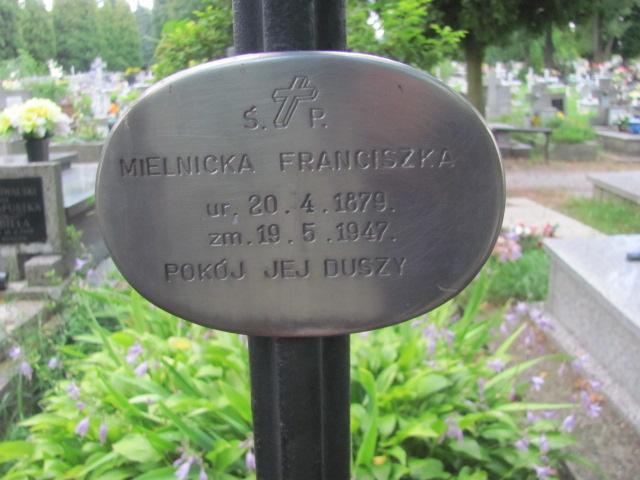 Ś. P.
MIELNICKA FRANCISZKA
ur. 20. 4. 1879.
zm. 19. 5. 1947.
POKÓJ JEJ DUSZY